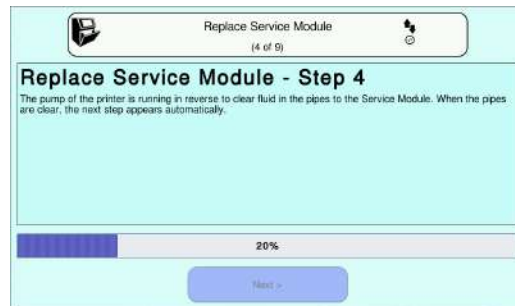 Replace Service Module
(4 of 9)
Replace Service Module - Step 4
The pump of the printer is running in reverse to clear fluid in the pipes to the Service Module. When the pipes
are clear, the next step appears automatically.
20%
Next >